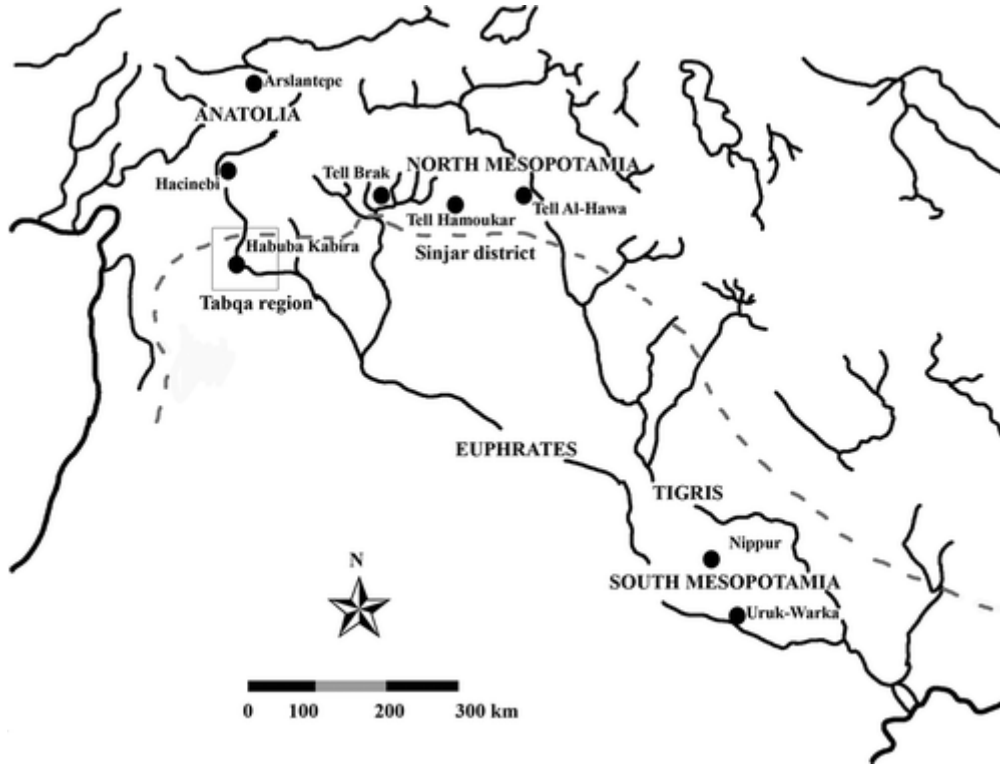 Arslantepe
ANATOLIA
Tell Brak
NORTH MESOPOTAMIA
Hacinebi
Tell Hamoukar
Tell Al-Hawa
Habuba Kabira
Sinjar district
Tabqa region
EUPHRATES
TIGRIS
Nippur
SOUTH MESOPOTAMIA
Uruk-Warka
N
0 100 200 300 km